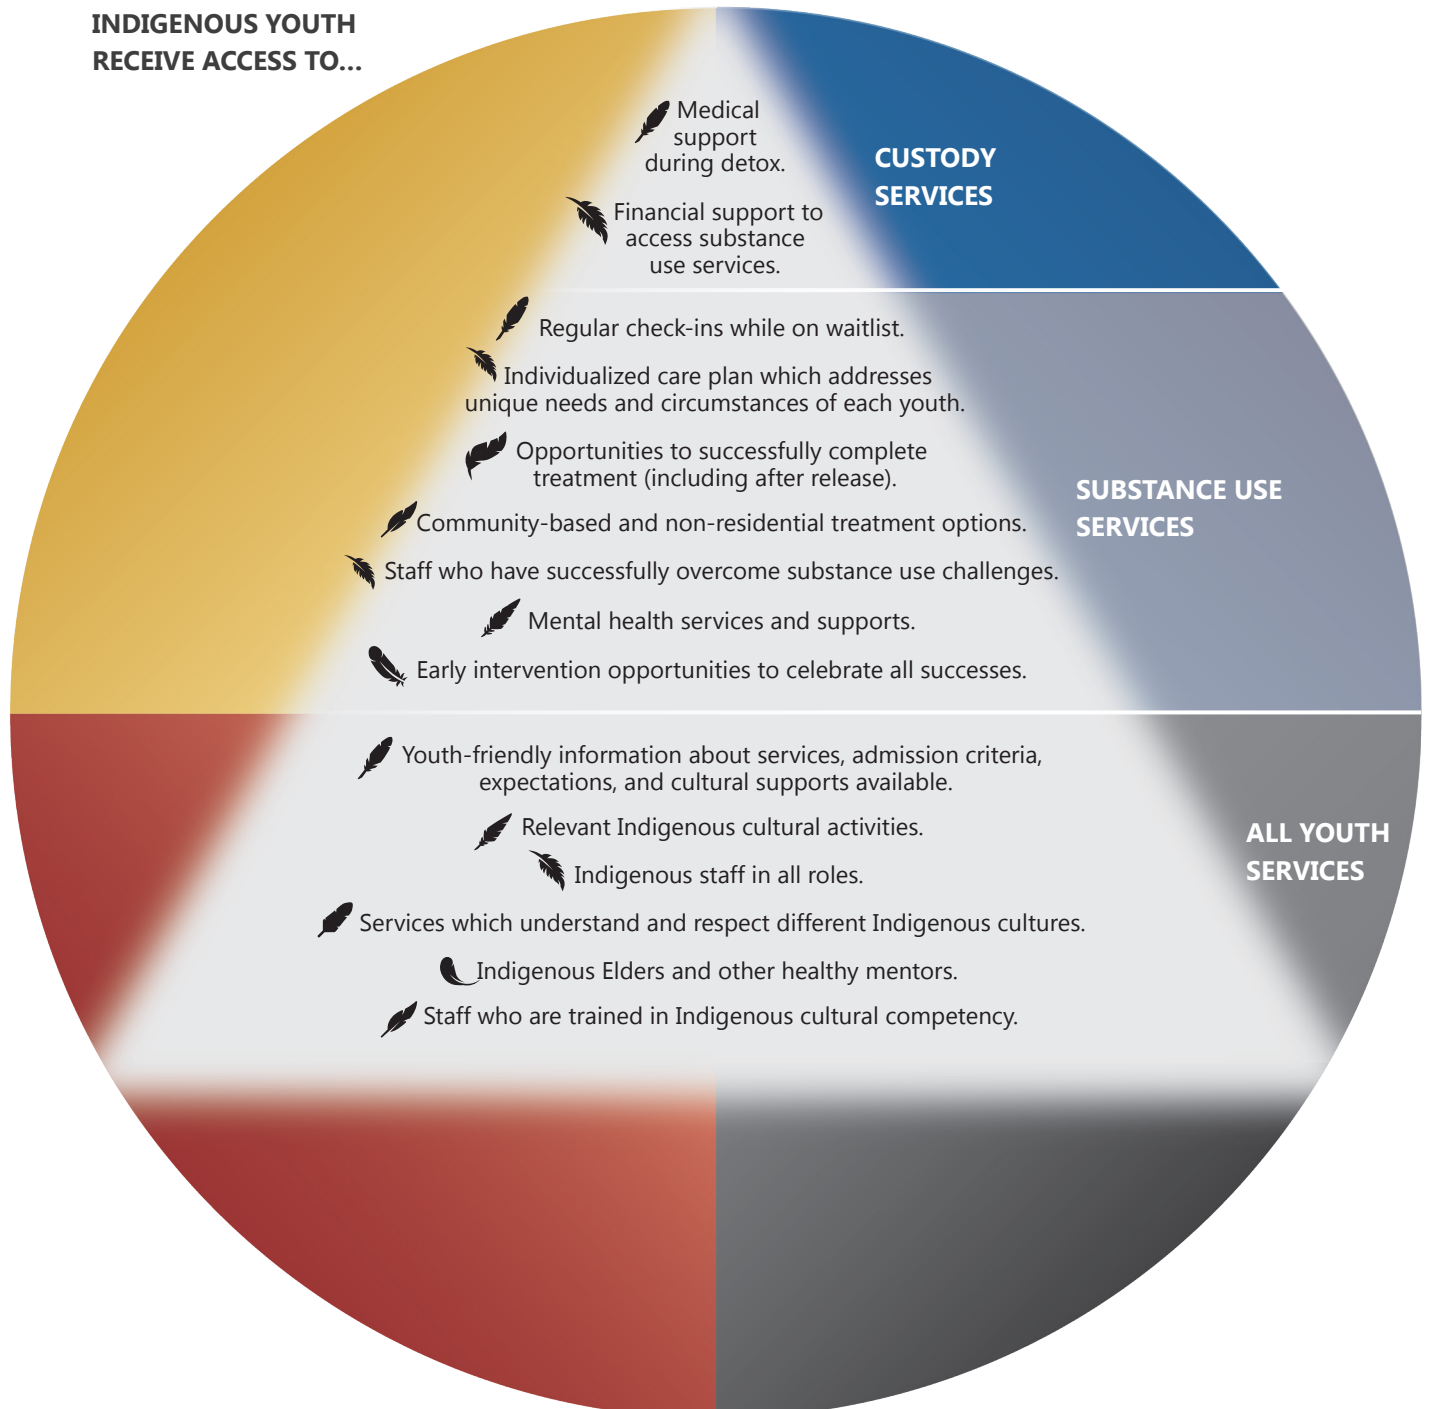 INDIGENOUS YOUTH
RECEIVE ACCESS TO...
Medical
support
during detox.
Financial support to
access substance
use services.
CUSTODY
SERVICES
Regular check-ins while on waitlist.
Individualized care plan which addresses
unique needs and circumstances of each youth.
Opportunities to successfully complete
treatment (including after release).
Community-based and non-residential treatment options.
Staff who have successfully overcome substance use challenges.
Mental health services and supports.
Early intervention opportunities to celebrate all successes.
SUBSTANCE USE
SERVICES
Youth-friendly information about services, admission criteria,
expectations, and cultural supports available.
Relevant Indigenous cultural activities.
Indigenous staff in all roles.
Services which understand and respect different Indigenous cultures.
Indigenous Elders and other healthy mentors.
Staff who are trained in Indigenous cultural competency.
ALL YOUTH
SERVICES